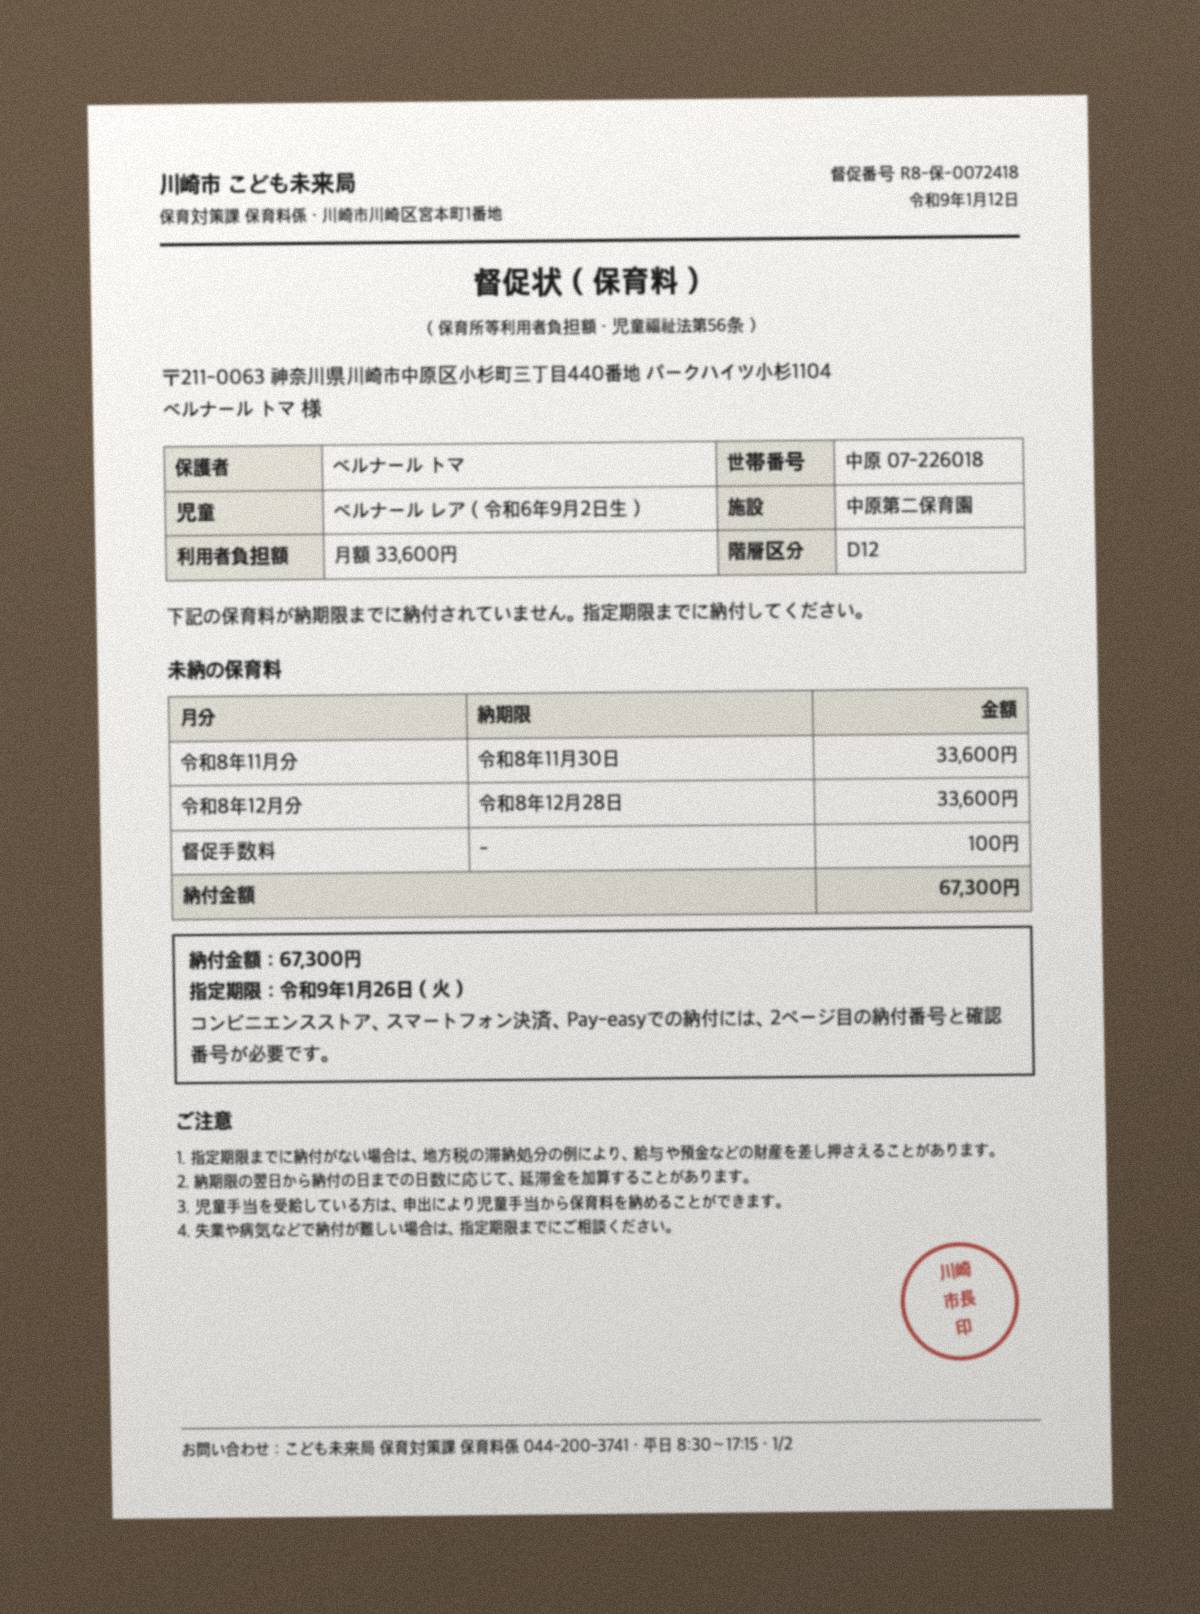 川崎市 こども未来局
督促番号 R8-保-0072418
保育対策課 保育料係・川崎市川崎区宮本町1番地
令和9年1月12日
督促状（保育料）
（保育所等利用者負担額・児童福祉法第56条）
〒211-0063 神奈川県川崎市中原区小杉町三丁目440番地 パークハイツ小杉1104
ベルナール トマ 様
保護者 ベルナール トマ 世帯番号 中原 07-226018
児童 ベルナール レア（令和6年9月2日生） 施設 中原第二保育園
利用者負担額 月額 33,600円 階層区分 D12
下記の保育料が納期限までに納付されていません。指定期限までに納付してください。
未納の保育料
月分 納期限 金額
令和8年11月分 令和8年11月30日 33,600円
令和8年12月分 令和8年12月28日 33,600円
督促手数料 - 100円
納付金額 67,300円
納付金額：67,300円
指定期限：令和9年1月26日（火）
コンビニエンスストア、スマートフォン決済、Pay-easyでの納付には、2ページ目の納付番号と確認
番号が必要です。
ご注意
1. 指定期限までに納付がない場合は、地方税の滞納処分の例により、給与や預金などの財産を差し押さえることがあります。
2. 納期限の翌日から納付の日までの日数に応じて、延滞金を加算することがあります。
3. 児童手当を受給している方は、申出により児童手当から保育料を納めることができます。
4. 失業や病気などで納付が難しい場合は、指定期限までにご相談ください。
川崎
市長
印
お問い合わせ：こども未来局 保育対策課 保育料係 044-200-3741・平日 8:30～17:15・1/2